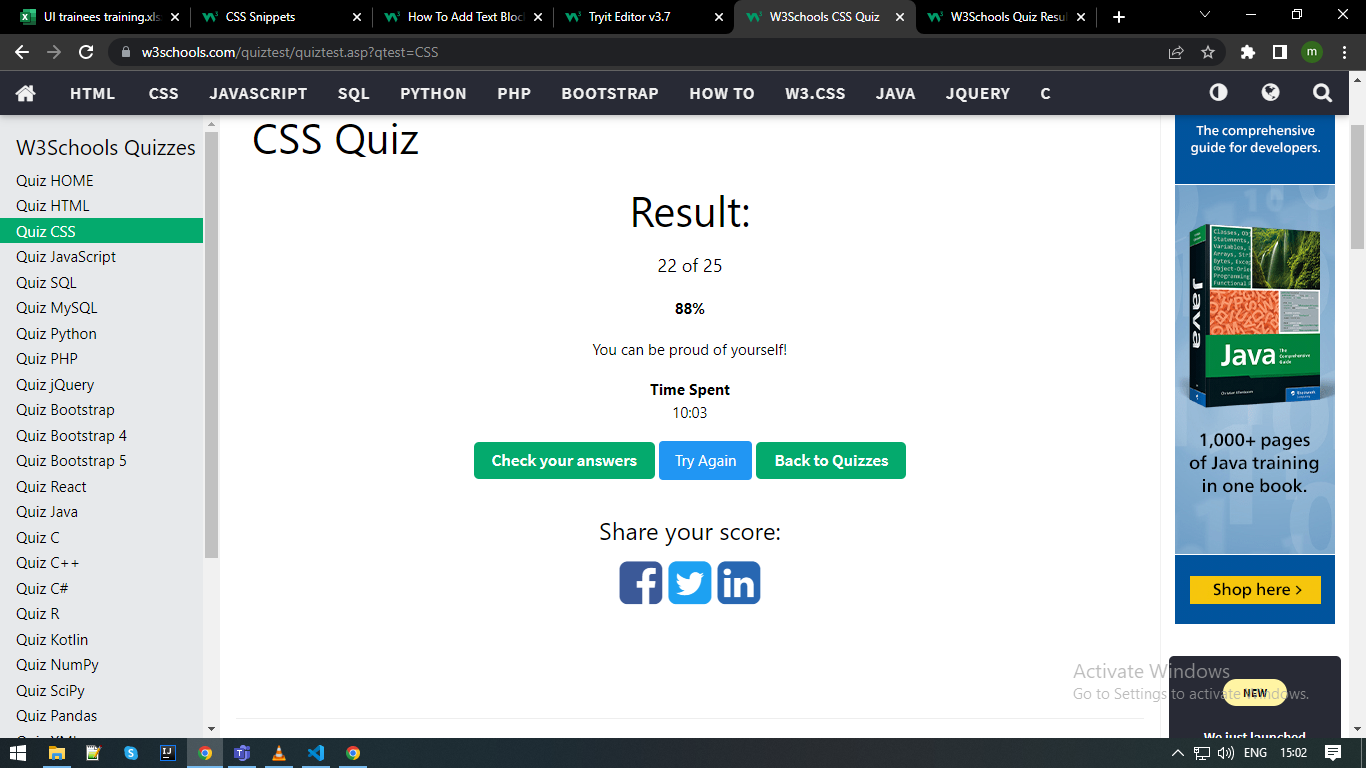 UI trainees training.xls
CSS Snippets
How To Add Text Bloc
Tryit Editor v3.7
W3Schools CSS Quiz
W3Schools Quiz Resul
w3schools.com/quiztest/quiztest.asp?qtest=CSS
m
HTML CSS JAVASCRIPT SQL PYTHON PHP BOOTSTRAP HOW TO W3.CSS JAVA JQUERY C
W3Schools Quizzes
Quiz HOME
Quiz HTML
Quiz CSS
Quiz JavaScript
Quiz SQL
Quiz MySQL
Quiz Python
Quiz PHP
Quiz jQuery
Quiz Bootstrap
Quiz Bootstrap 4
Quiz Bootstrap 5
Quiz React
Quiz Java
Quiz C
Quiz C++
Quiz C#
Quiz R
Quiz Kotlin
Quiz NumPy
Quiz SciPy
Quiz Pandas
CSS Quiz
Result:
22 of 25
88%
You can be proud of yourself!
Time Spent
10:03
Check your answers
Try Again
Back to Quizzes
Share your score:
The comprehensive
guide for developers.
Java
Java
The
Comprehensive
Guide
1,000+ pages
of Java training
in one book.
Shop here >
Activate Windows
Go to Settings to activate Windows.
NEW
We just launched
ENG
15:02